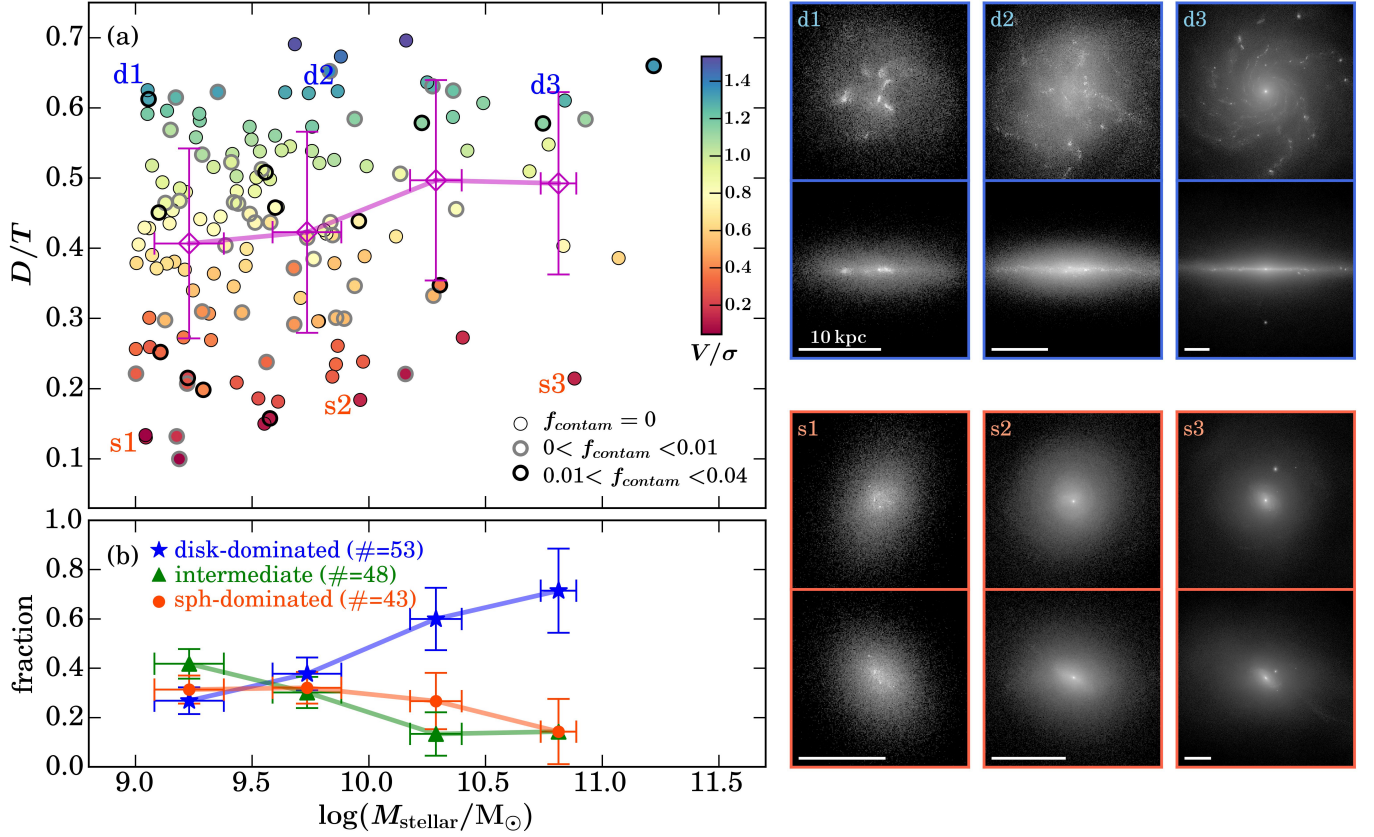 (a)
d1
d2
d3
s1
s2
s3
0.7
0.6
0.5
0.4
0.3
0.2
0.1
D/T
1.4
1.2
1.0
0.8
0.6
0.4
0.2
V/σ
f_contam = 0
0< f_contam <0.01
0.01< f_contam <0.04
(b)
disk-dominated (#=53)
intermediate (#=48)
sph-dominated (#=43)
1.0
0.8
0.6
0.4
0.2
0.0
fraction
9.0 9.5 10.0 10.5 11.0 11.5
log(M_stellar/M_⊙)
d1
d2
d3
10 kpc
s1
s2
s3